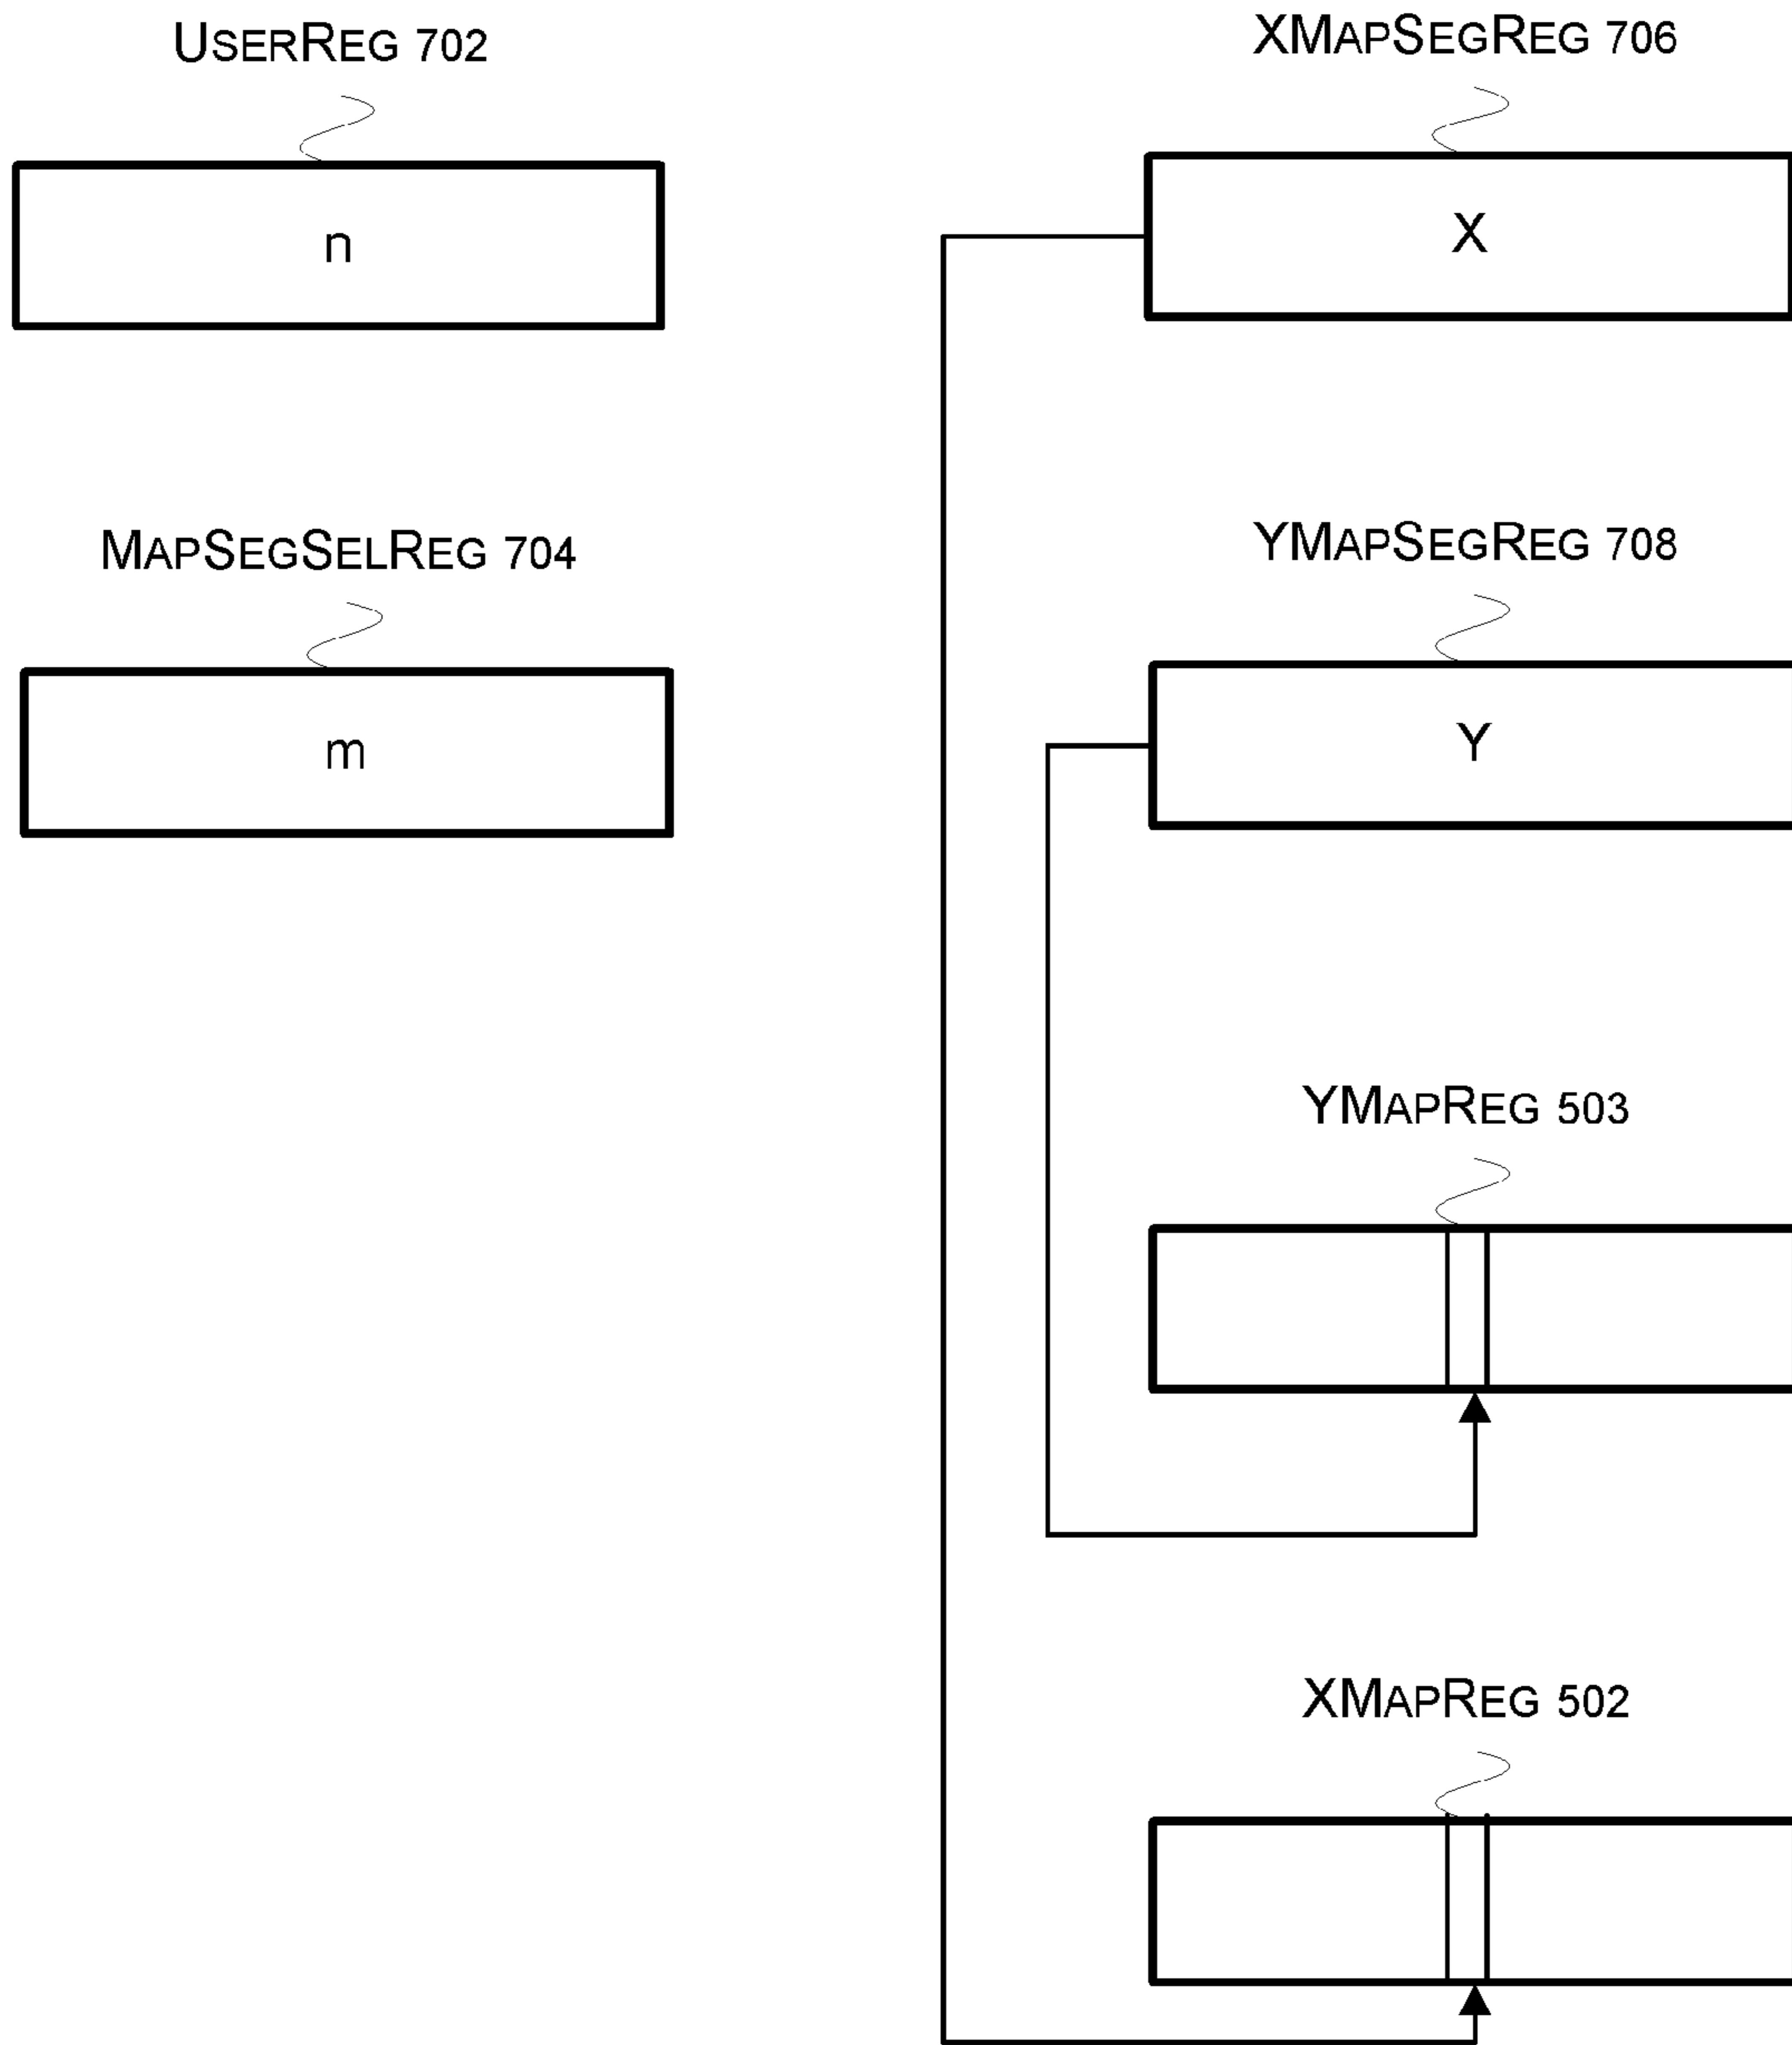 USERREG 702
n
MAPSEGSELREG 704
m
XMAPSEGREG 706
X
YMAPSEGREG 708
Y
YMAPREG 503
XMAPREG 502